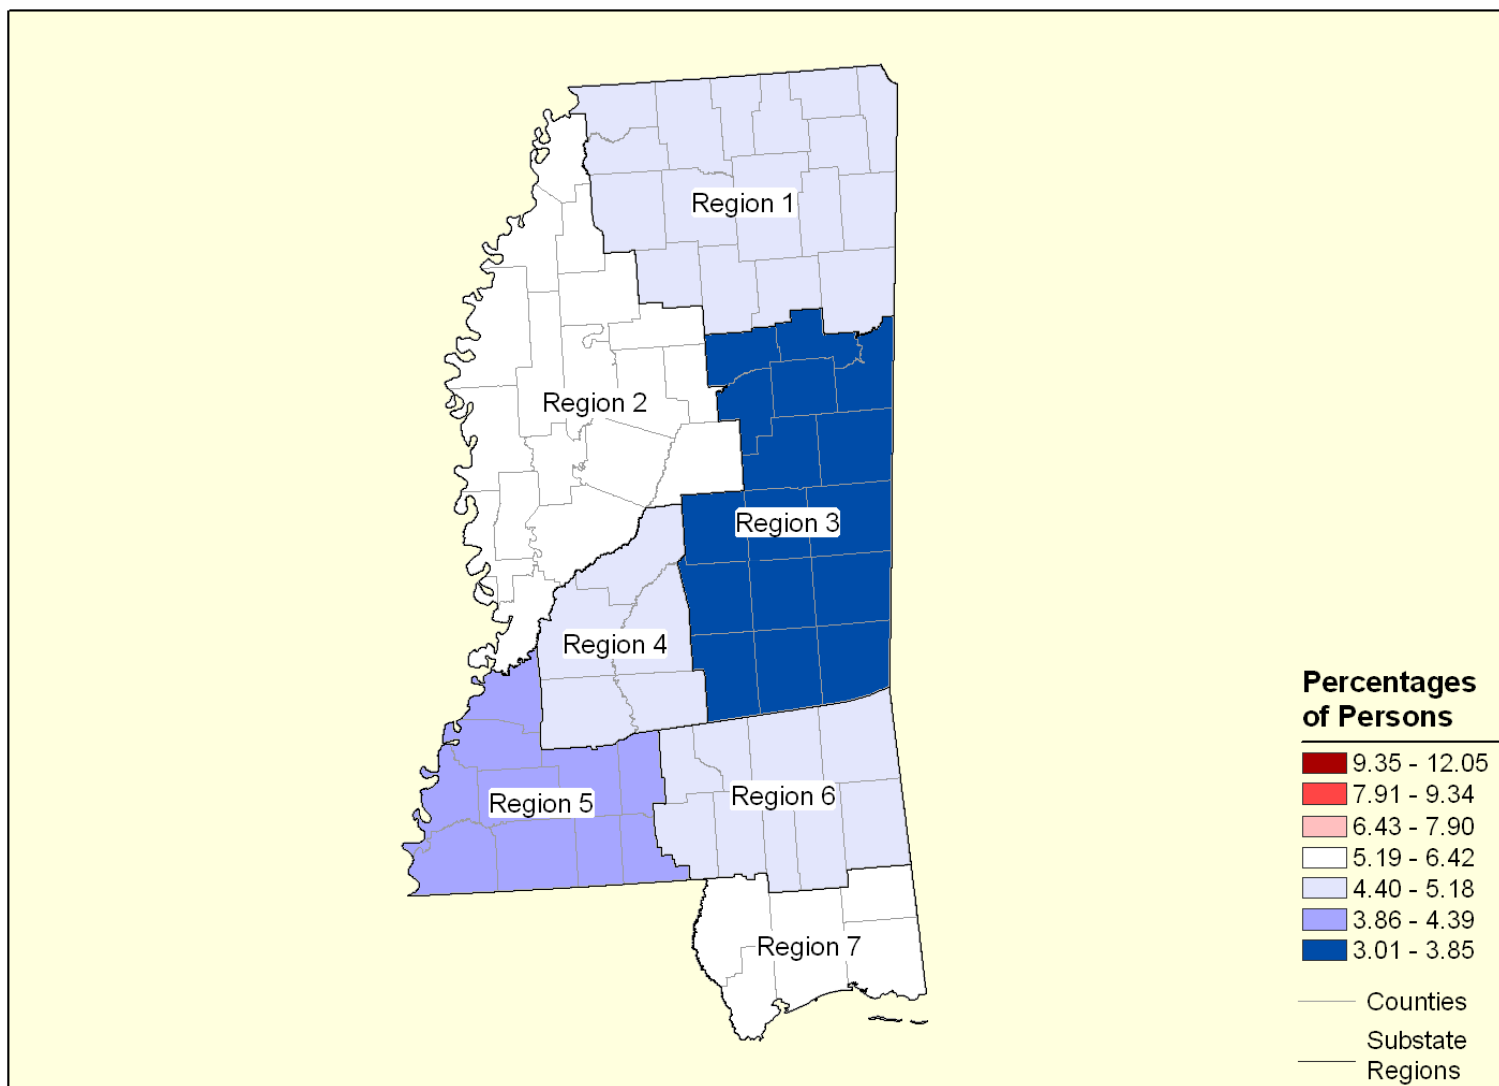 Region 1
Region 2
Region 3
Region 4
Region 5
Region 6
Region 7
Percentages
of Persons
9.35 - 12.05
7.91 - 9.34
6.43 - 7.90
5.19 - 6.42
4.40 - 5.18
3.86 - 4.39
3.01 - 3.85
Counties
Substate
Regions